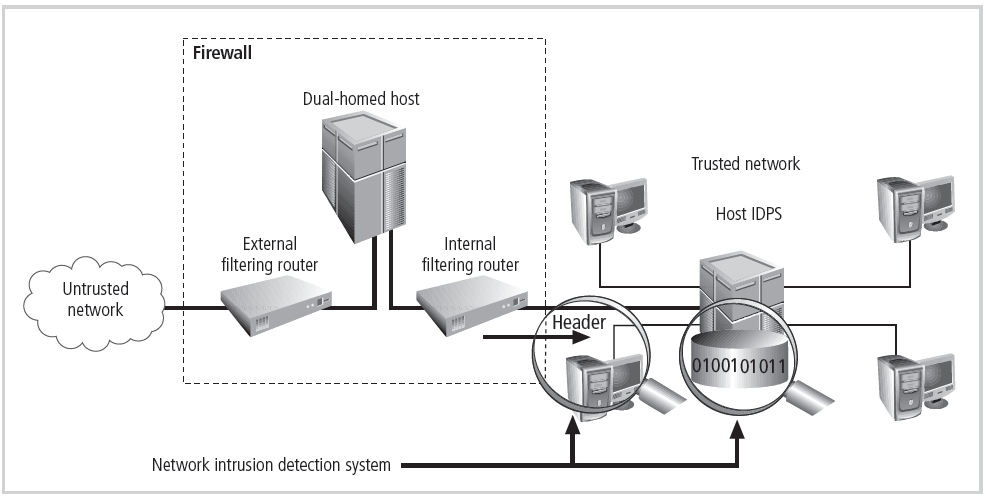 Firewall
Dual-homed host
Trusted network
Host IDPS
External
filtering router
Internal
filtering router
Untrusted
network
Header
0100101011
Network intrusion detection system